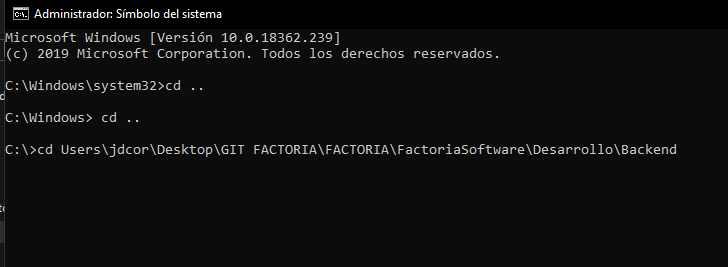 Administrador: Símbolo del sistema
Microsoft Windows [Versión 10.0.18362.239]
(c) 2019 Microsoft Corporation. Todos los derechos reservados.
C:\Windows\system32>cd ..
C:\Windows> cd ..
C:\>cd Users\jdcor\Desktop\GIT FACTORIA\FACTORIA\FactoriaSoftware\Desarrollo\Backend